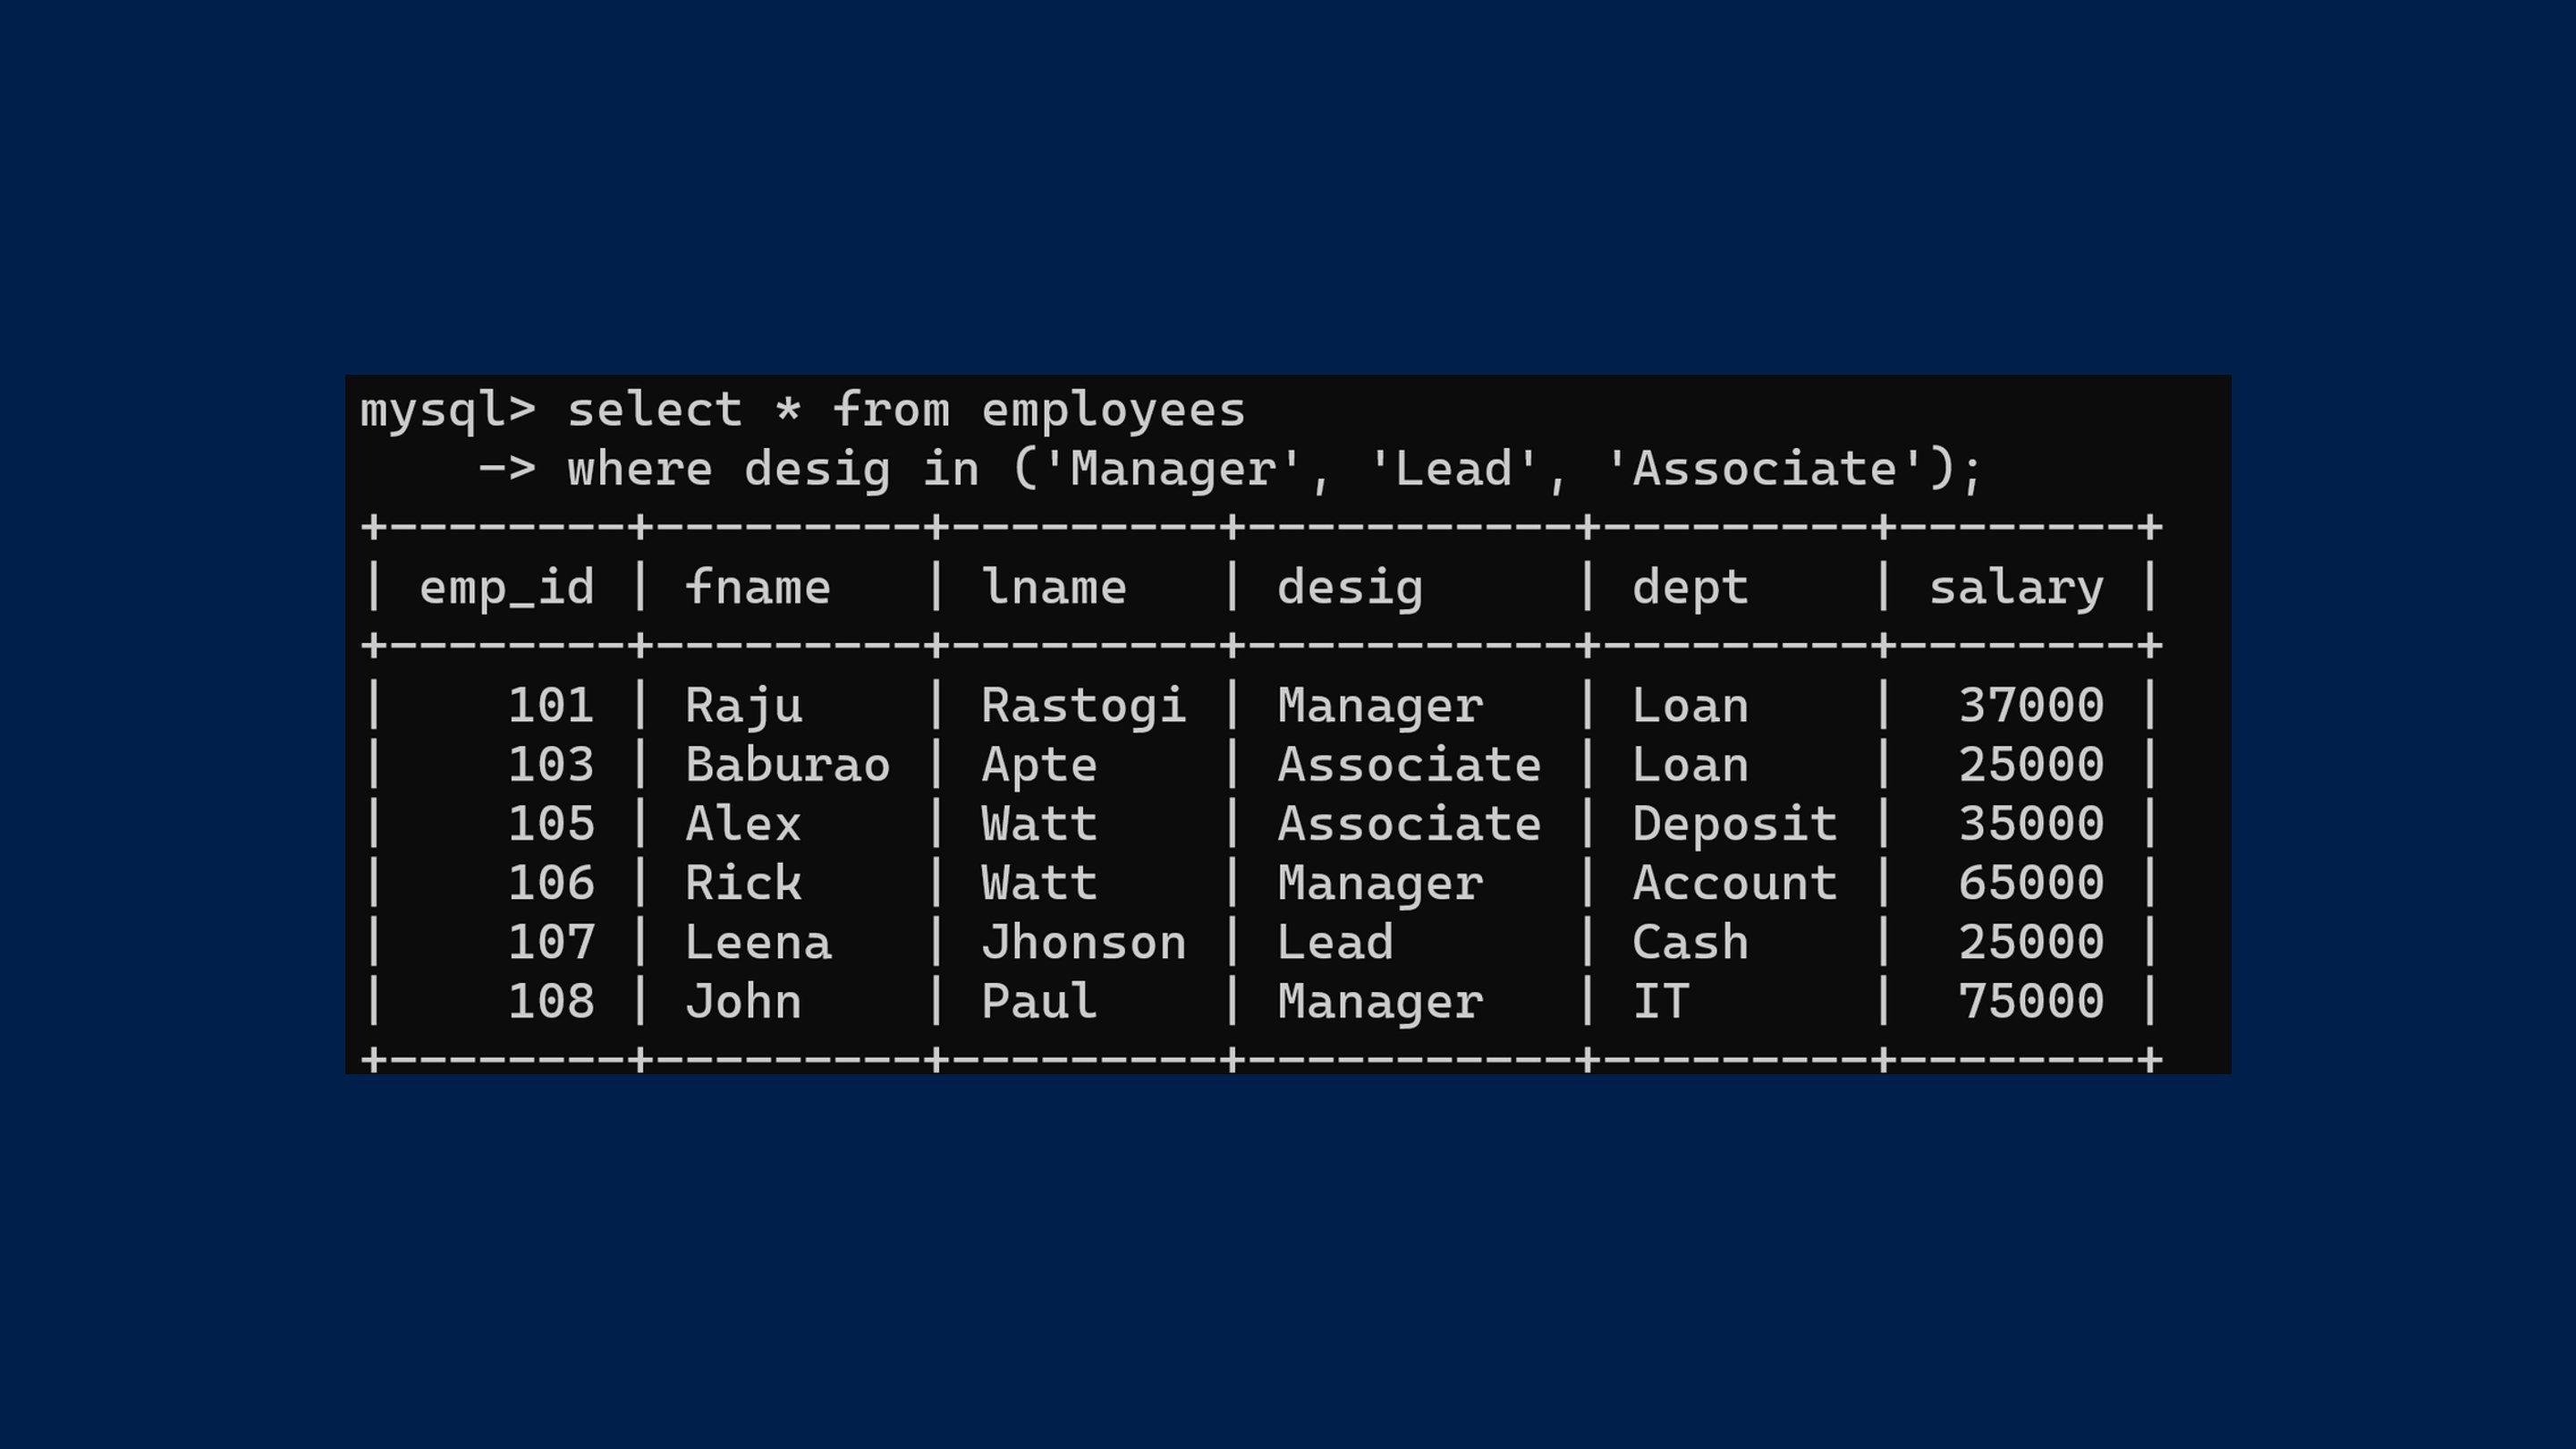 mysql> select * from employees
    -> where desig in ('Manager', 'Lead', 'Associate');
+--------+---------+---------+-----------+---------+--------+
| emp_id | fname   | lname   | desig     | dept    | salary |
+--------+---------+---------+-----------+---------+--------+
|    101 | Raju    | Rastogi | Manager   | Loan    |  37000 |
|    103 | Baburao | Apte    | Associate | Loan    |  25000 |
|    105 | Alex    | Watt    | Associate | Deposit |  35000 |
|    106 | Rick    | Watt    | Manager   | Account |  65000 |
|    107 | Leena   | Jhonson | Lead      | Cash    |  25000 |
|    108 | John    | Paul    | Manager   | IT      |  75000 |
+--------+---------+---------+-----------+---------+--------+